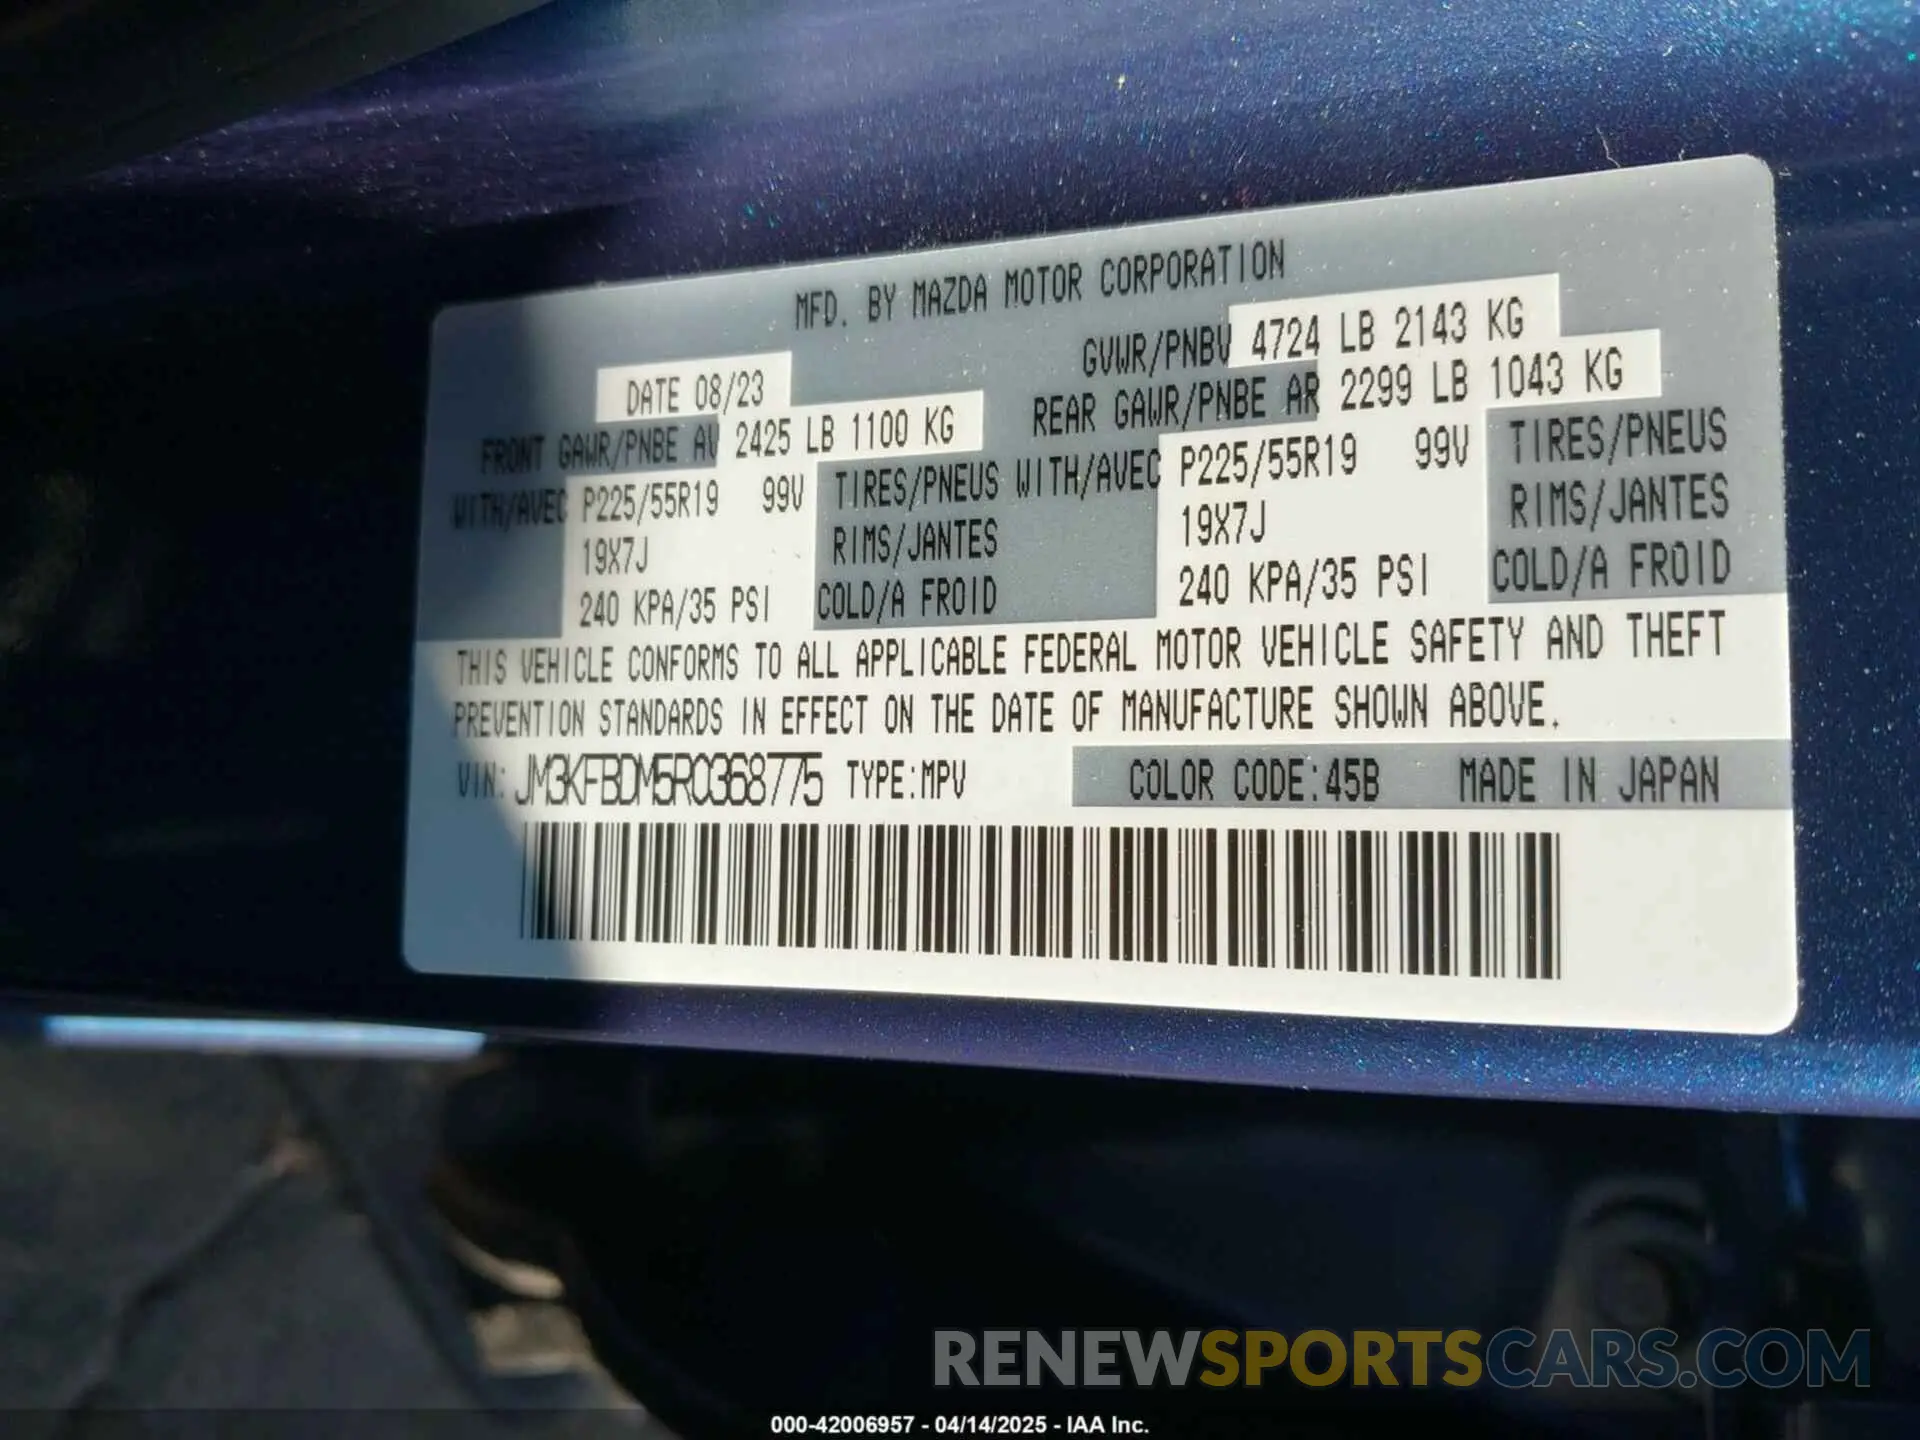 MFD. BY MAZDA MOTOR CORPORATION
DATE 08/23 GVWR/PNBV 4724 LB 2143 KG
FRONT GAWR/PNBE AV 2425 LB 1100 KG REAR GAWR/PNBE AR 2299 LB 1043 KG
WITH/AVEC P225/55R19 99V TIRES/PNEUS WITH/AVEC P225/55R19 99V TIRES/PNEUS
19X7J RIMS/JANTES 19X7J RIMS/JANTES
240 KPA/35 PSI COLD/A FROID 240 KPA/35 PSI COLD/A FROID
THIS VEHICLE CONFORMS TO ALL APPLICABLE FEDERAL MOTOR VEHICLE SAFETY AND THEFT
PREVENTION STANDARDS IN EFFECT ON THE DATE OF MANUFACTURE SHOWN ABOVE.
VIN: JM3KFBDM5R0368775 TYPE:MPV COLOR CODE:45B MADE IN JAPAN
RENEWSPORTSCARS.COM
000-42006957 - 04/14/2025 - IAA Inc.